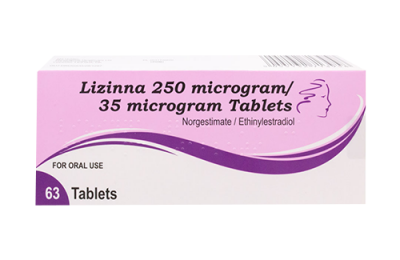 Lizinna 250 microgram/
35 microgram Tablets
Norgestimate / Ethinylestradiol
FOR ORAL USE
63 Tablets